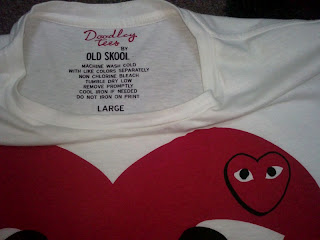 Doodley
Tees
BY
OLD SKOOL
MACHINE WASH COLD
WITH LIKE COLORS SEPARATELY
NON CHLORINE BLEACH
TUMBLE DRY LOW
REMOVE PROMPTLY
COOL IRON IF NEEDED
DO NOT IRON ON PRINT
LARGE